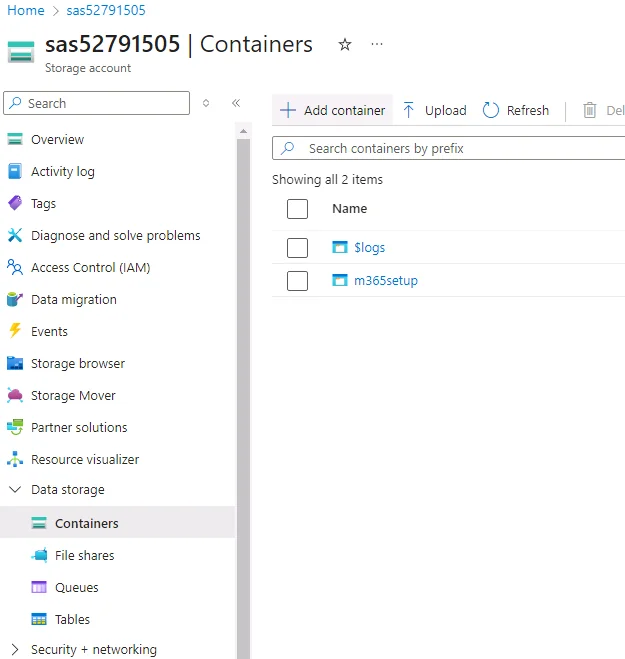 Home > sas52791505
sas52791505 | Containers ☆ ...
Storage account
Search
Overview
Activity log
Tags
Diagnose and solve problems
Access Control (IAM)
Data migration
Events
Storage browser
Storage Mover
Partner solutions
Resource visualizer
Data storage
Containers
File shares
Queues
Tables
Security + networking
Add container Upload Refresh Del
Search containers by prefix
Showing all 2 items
Name
$logs
m365setup